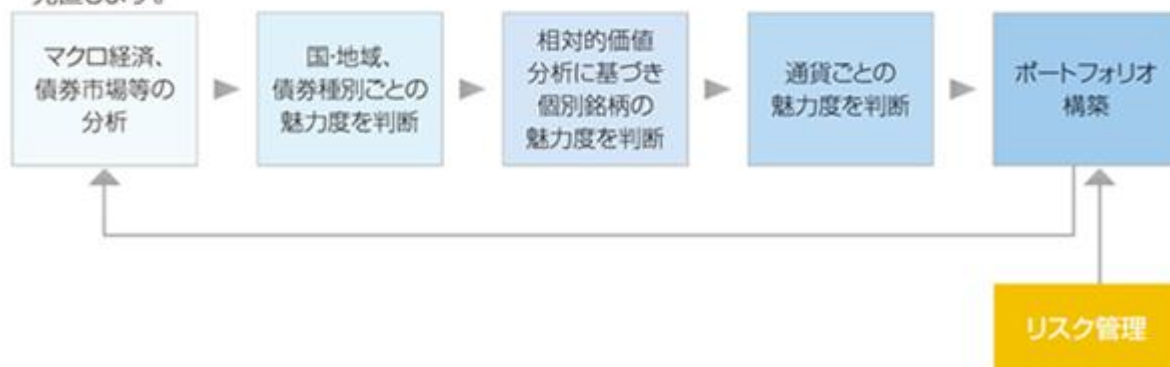 マクロ経済、
債券市場等の
分析
国・地域、
債券種別ごとの
魅力度を判断
相対的価値
分析に基づき
個別銘柄の
魅力度を判断
通貨ごとの
魅力度を判断
ポートフォリオ
構築
リスク管理